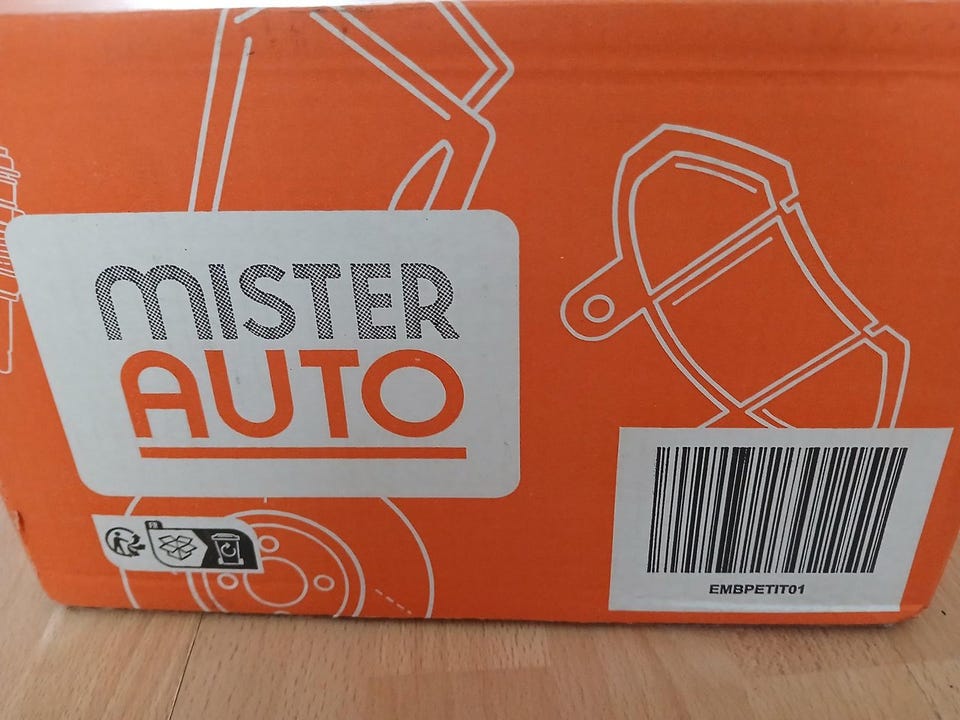 MISTER
AUTO
FR
EMBPETIT01